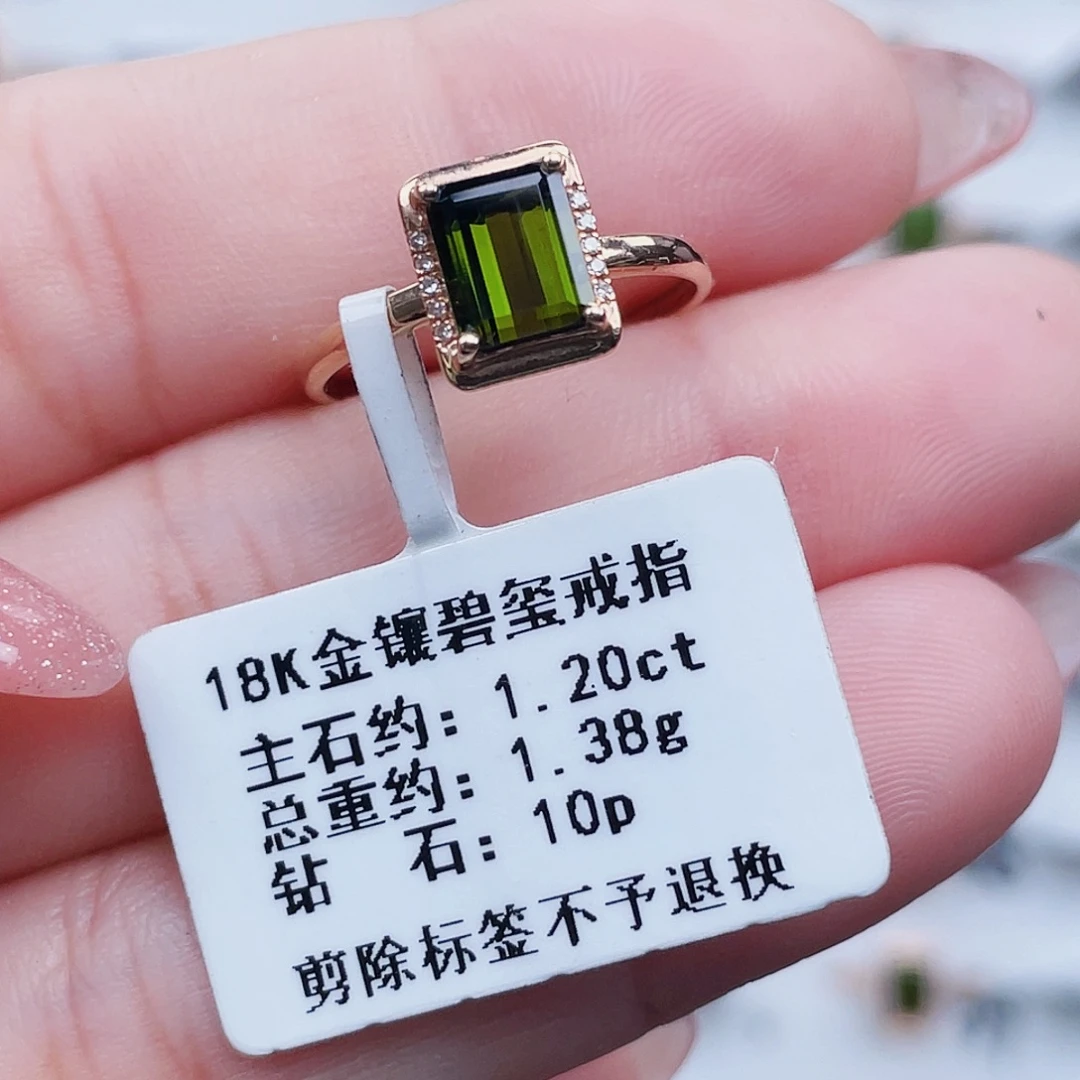 18K金镶碧玺戒指
主石约：1.20ct
总重约：1.38g
钻 石：10p
剪除标签不予退换